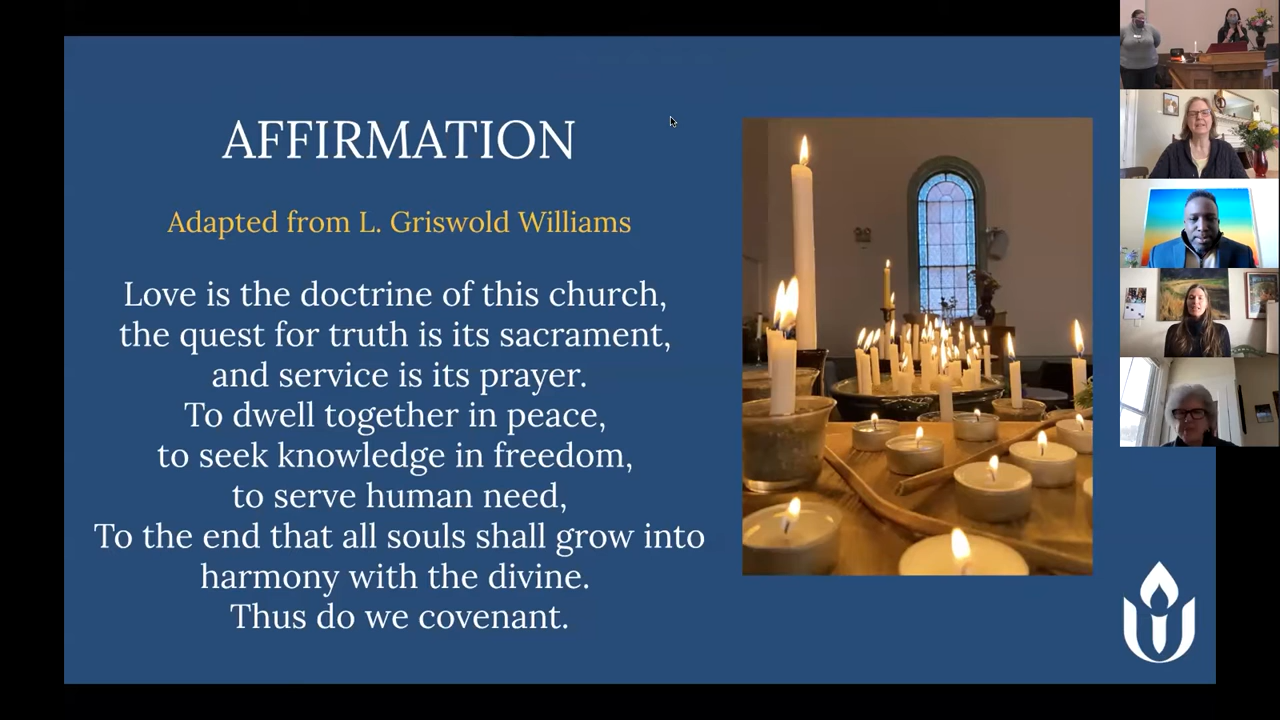 AFFIRMATION
Adapted from L. Griswold Williams
Love is the doctrine of this church,
the quest for truth is its sacrament,
and service is its prayer.
To dwell together in peace,
to seek knowledge in freedom,
to serve human need,
To the end that all souls shall grow into
harmony with the divine.
Thus do we covenant.